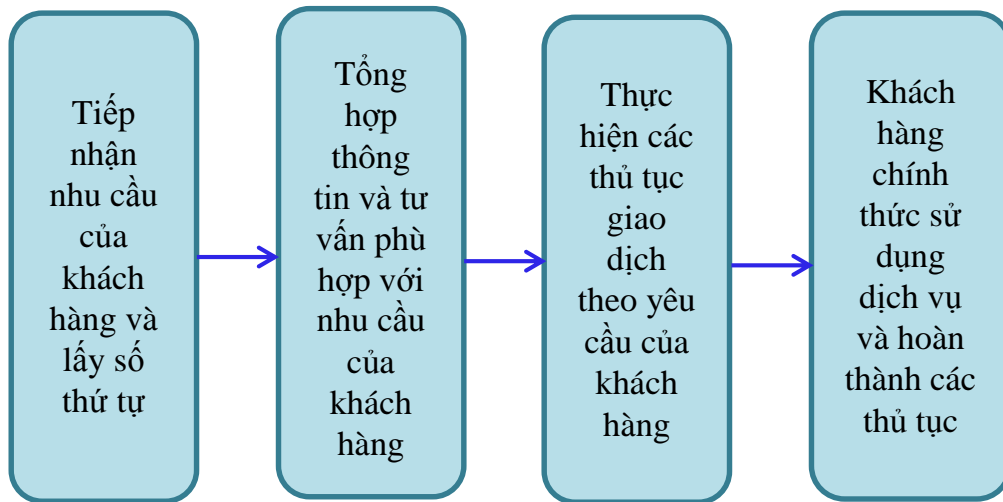 Tiếp
nhận
nhu cầu
của
khách
hàng và
lấy số
thứ tự
Tổng
hợp
thông
tin và tư
vấn phù
hợp với
nhu cầu
của
khách
hàng
Thực
hiện các
thủ tục
giao
dịch
theo yêu
cầu của
khách
hàng
Khách
hàng
chính
thức sử
dụng
dịch vụ
và hoàn
thành các
thủ tục